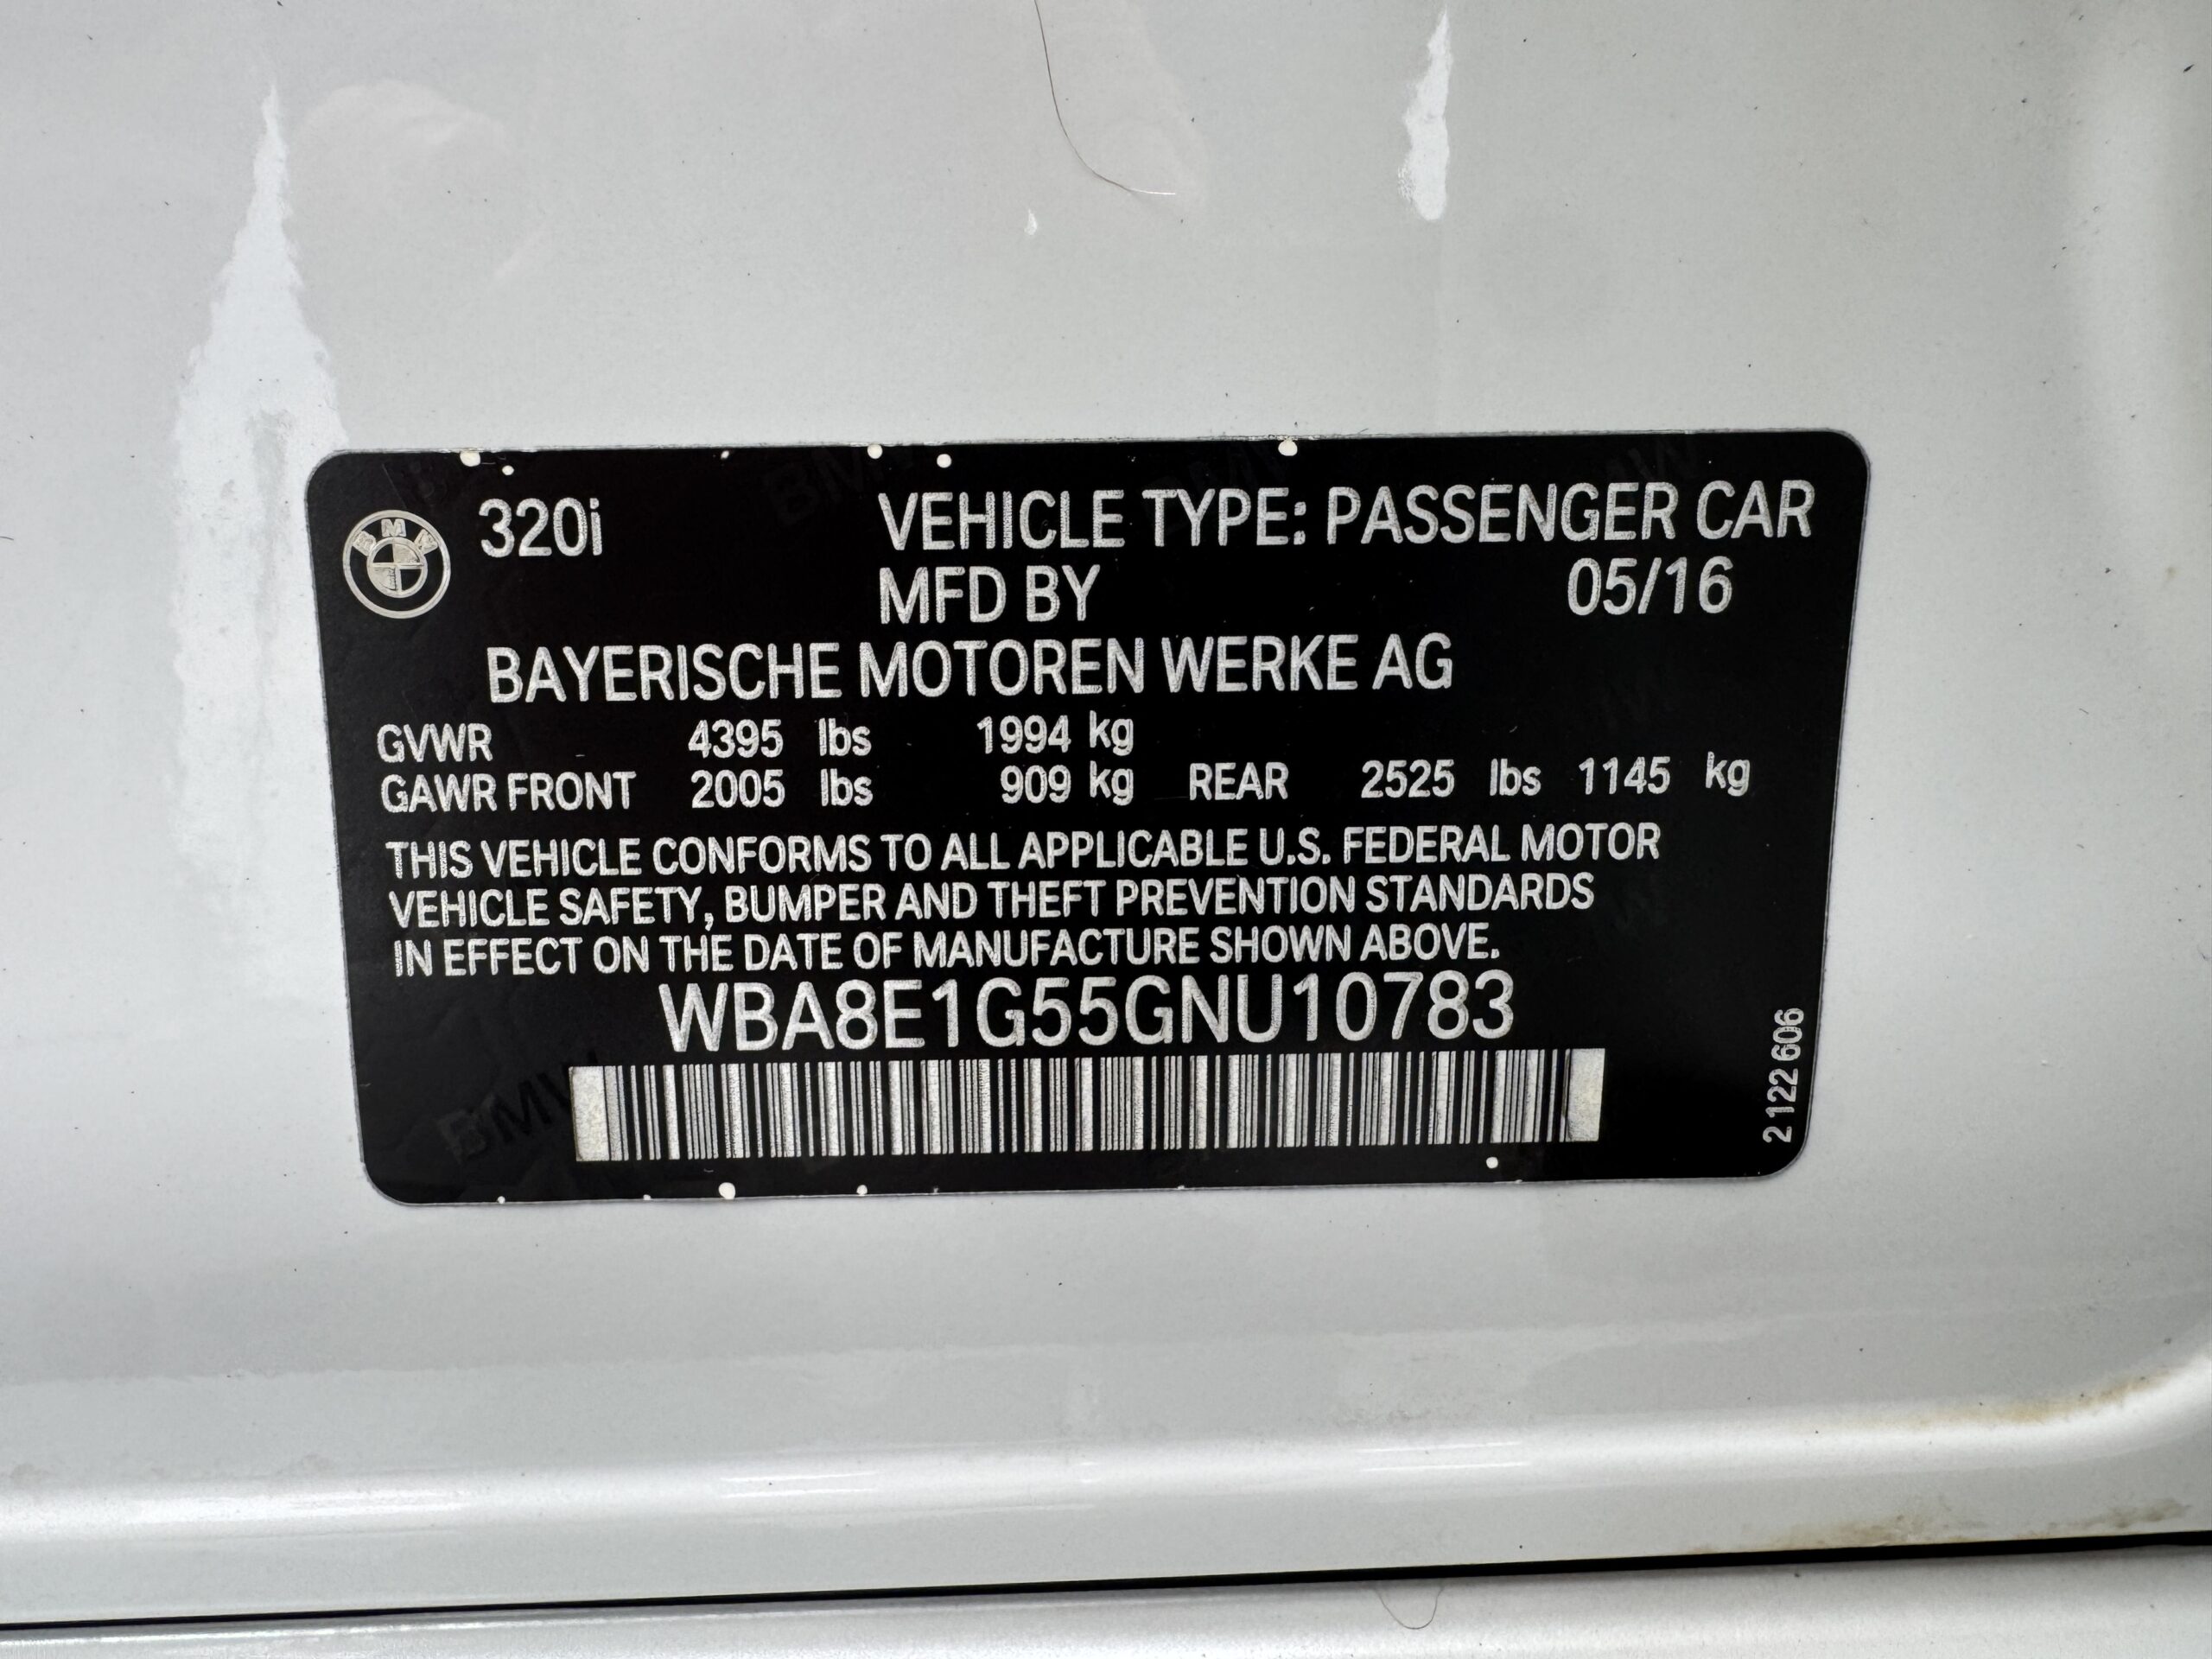 BMW 320i VEHICLE TYPE: PASSENGER CAR
MFD BY 05/16
BAYERISCHE MOTOREN WERKE AG
GVWR 4395 lbs 1994 kg
GAWR FRONT 2005 lbs 909 kg REAR 2525 lbs 1145 kg
THIS VEHICLE CONFORMS TO ALL APPLICABLE U.S. FEDERAL MOTOR
VEHICLE SAFETY, BUMPER AND THEFT PREVENTION STANDARDS
IN EFFECT ON THE DATE OF MANUFACTURE SHOWN ABOVE.
WBA8E1G55GNU10783
2 122 606